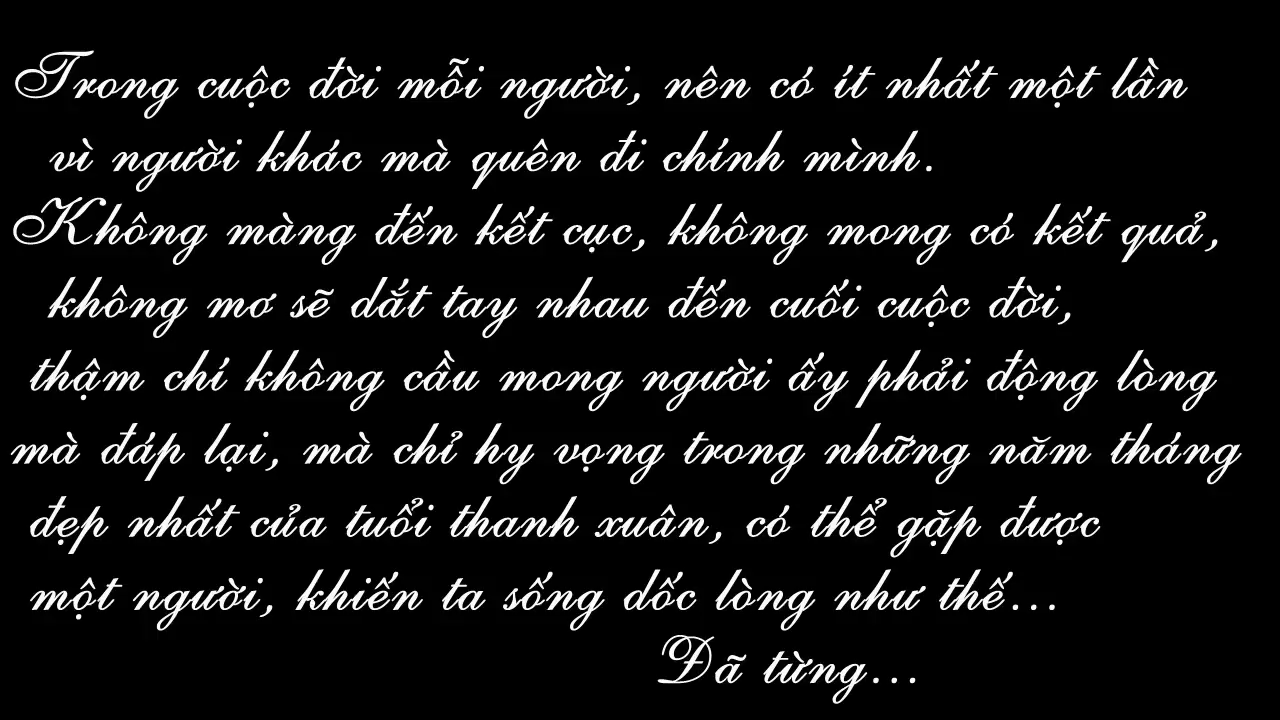 Trong cuộc đời mỗi người, nên có ít nhất một lần
vì người khác mà quên đi chính mình.
Không màng đến kết cục, không mong có kết quả,
không mơ sẽ dắt tay nhau đến cuối cuộc đời,
thậm chí không cầu mong người ấy phải động lòng
mà đáp lại, mà chỉ hy vọng trong những năm tháng
đẹp nhất của tuổi thanh xuân, có thể gặp được
một người, khiến ta sống dốc lòng như thế...
Đã từng...